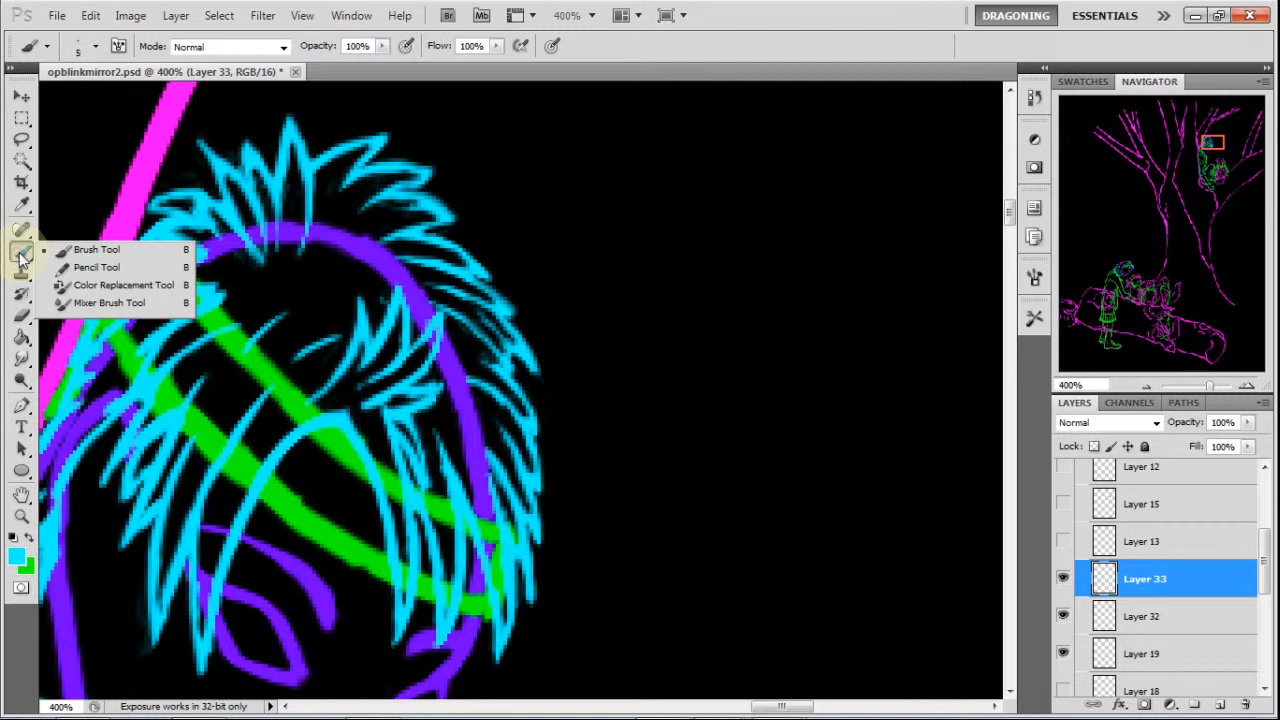 Ps File Edit Image Layer Select Filter View Window Help Br Mb 400% DRAGONING ESSENTIALS
5 Mode: Normal Opacity: 100% Flow: 100%
opblinkmirror2.psd @ 400% (Layer 33, RGB/16) *
SWATCHES NAVIGATOR
Brush Tool B
Pencil Tool B
Color Replacement Tool B
Mixer Brush Tool B
T
400%
LAYERS CHANNELS PATHS
Normal Opacity: 100%
Lock: Fill: 100%
Layer 12
Layer 15
Layer 13
Layer 33
Layer 32
Layer 19
Layer 18
400% Exposure works in 32-bit only
fx